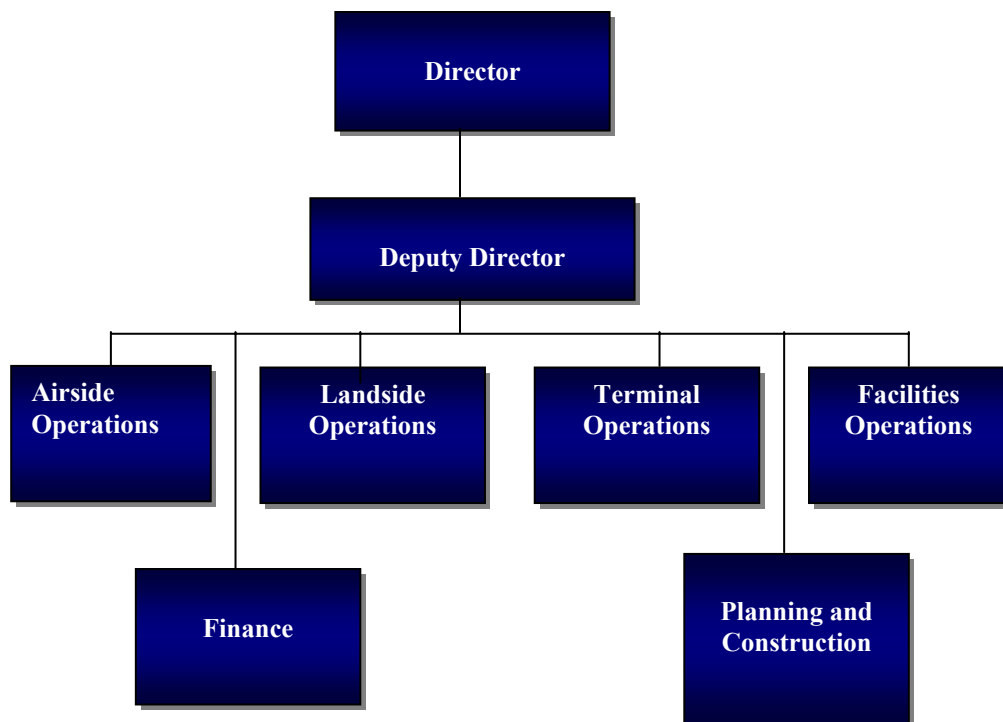 Director
Deputy Director
Airside
Operations
Landside
Operations
Terminal
Operations
Facilities
Operations
Finance
Planning and
Construction